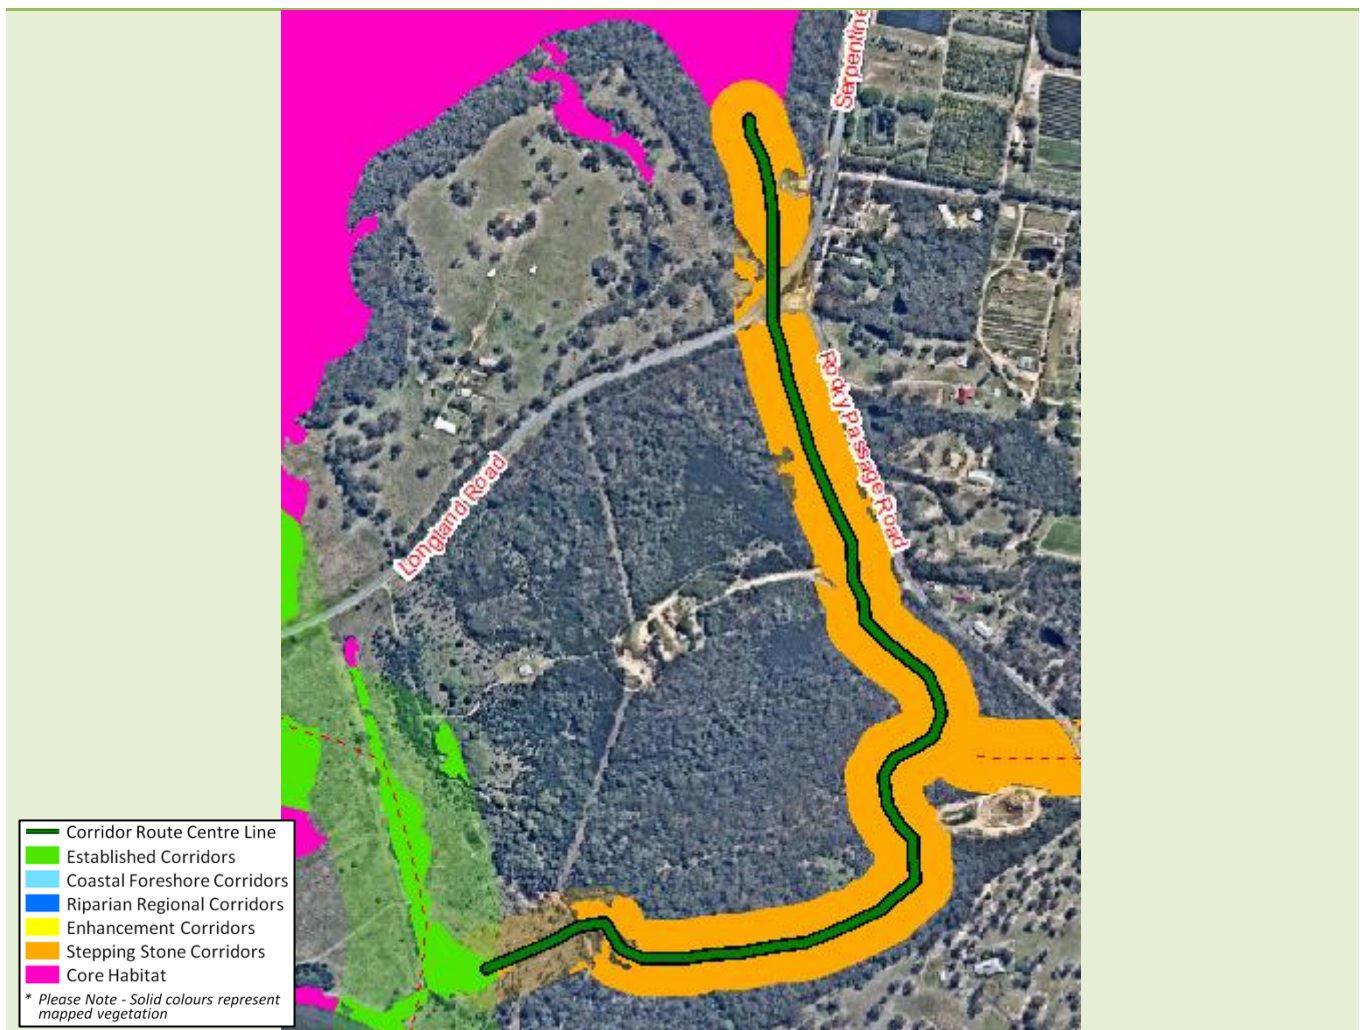 Serpentine
Rocky Passage Road
Longland Road
Corridor Route Centre Line
Established Corridors
Coastal Foreshore Corridors
Riparian Regional Corridors
Enhancement Corridors
Stepping Stone Corridors
Core Habitat
* Please Note - Solid colours represent
mapped vegetation